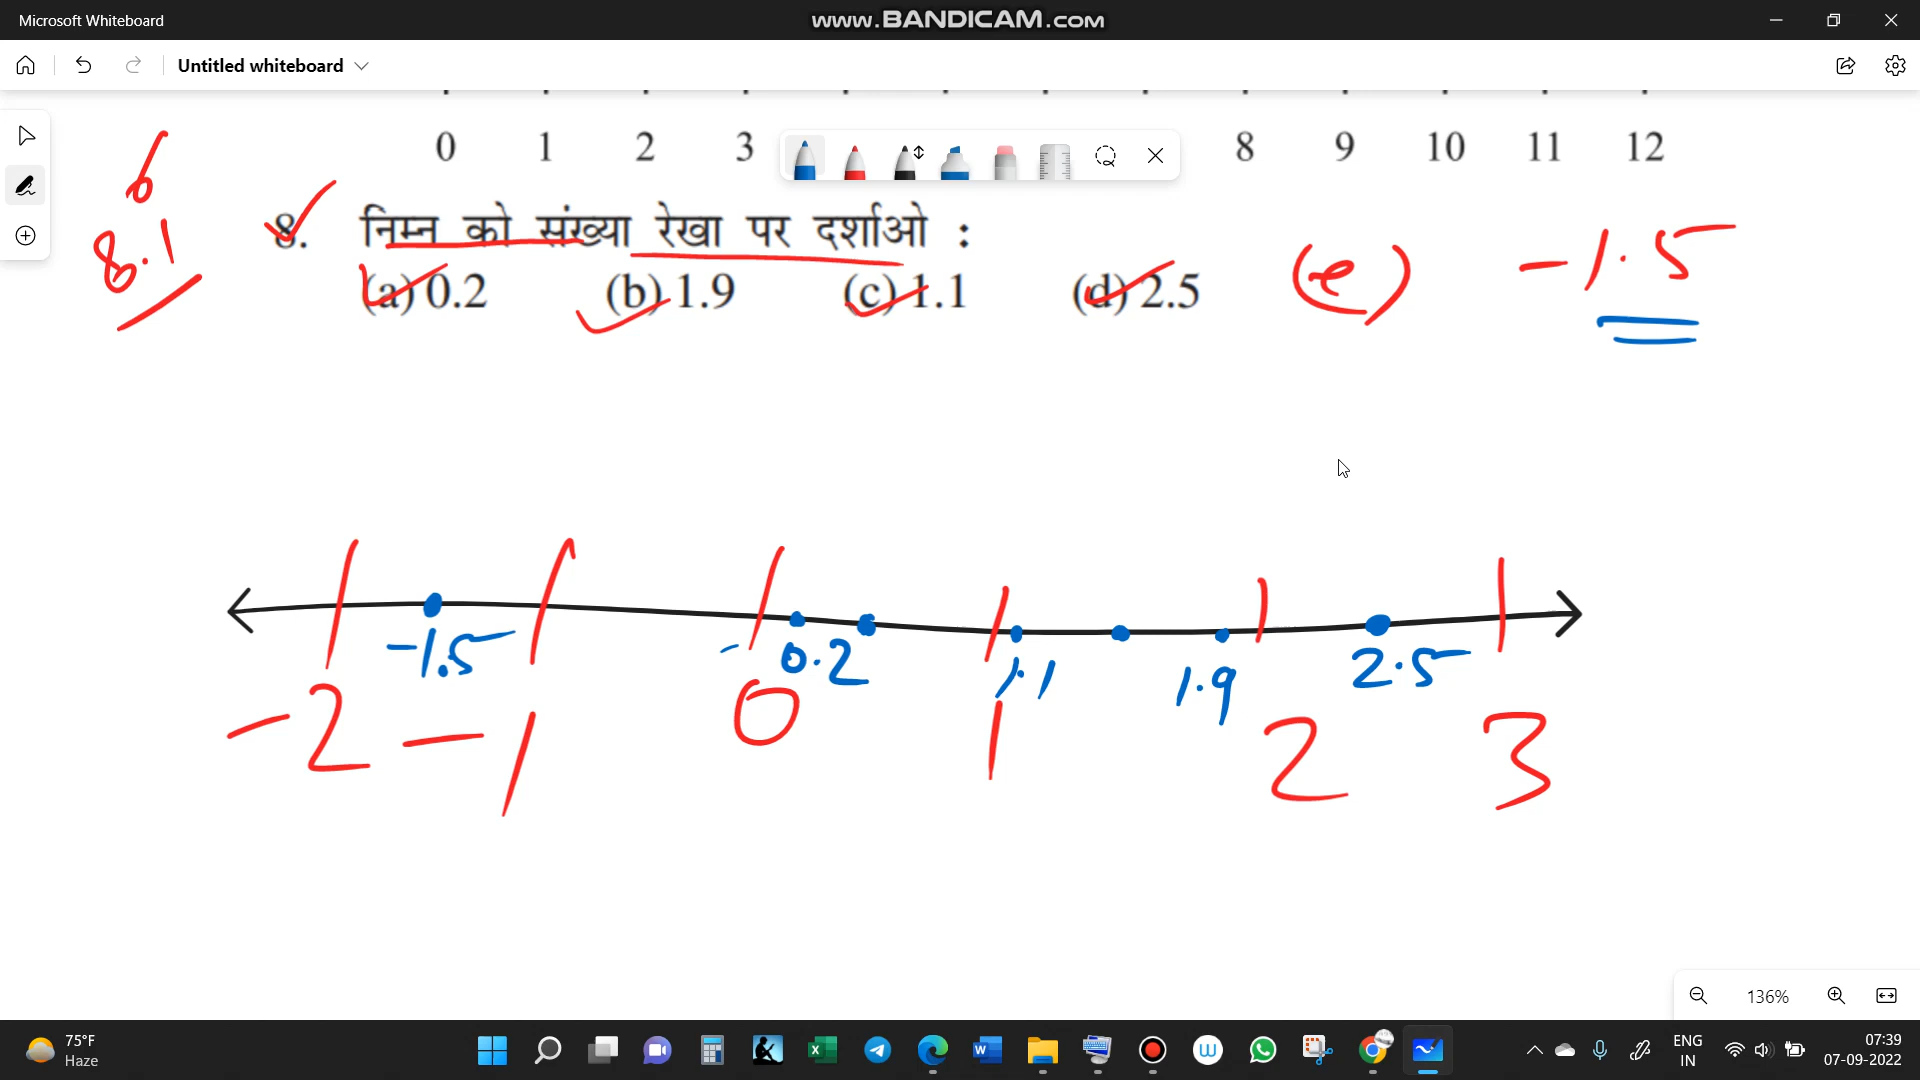 Microsoft Whiteboard
www.BANDICAM.com
Untitled whiteboard
0 1 2 3 8 9 10 11 12
6
8.1
8. निम्न को संख्या रेखा पर दर्शाओ :
(a) 0.2 (b) 1.9 (c) 1.1 (d) 2.5 (e) -1.5
-1.5 0.2 1.1 1.9 2.5
-2 -1 0 1 2 3
136%
75°F
Haze
ENG
IN
07:39
07-09-2022